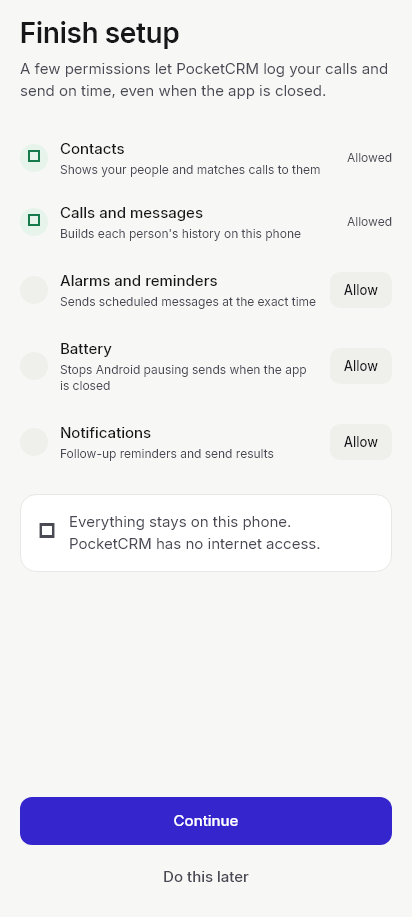 Finish setup
A few permissions let PocketCRM log your calls and
send on time, even when the app is closed.
Contacts
Shows your people and matches calls to them
Allowed
Calls and messages
Builds each person's history on this phone
Allowed
Alarms and reminders
Sends scheduled messages at the exact time
Allow
Battery
Stops Android pausing sends when the app
is closed
Allow
Notifications
Follow-up reminders and send results
Allow
Everything stays on this phone.
PocketCRM has no internet access.
Continue
Do this later